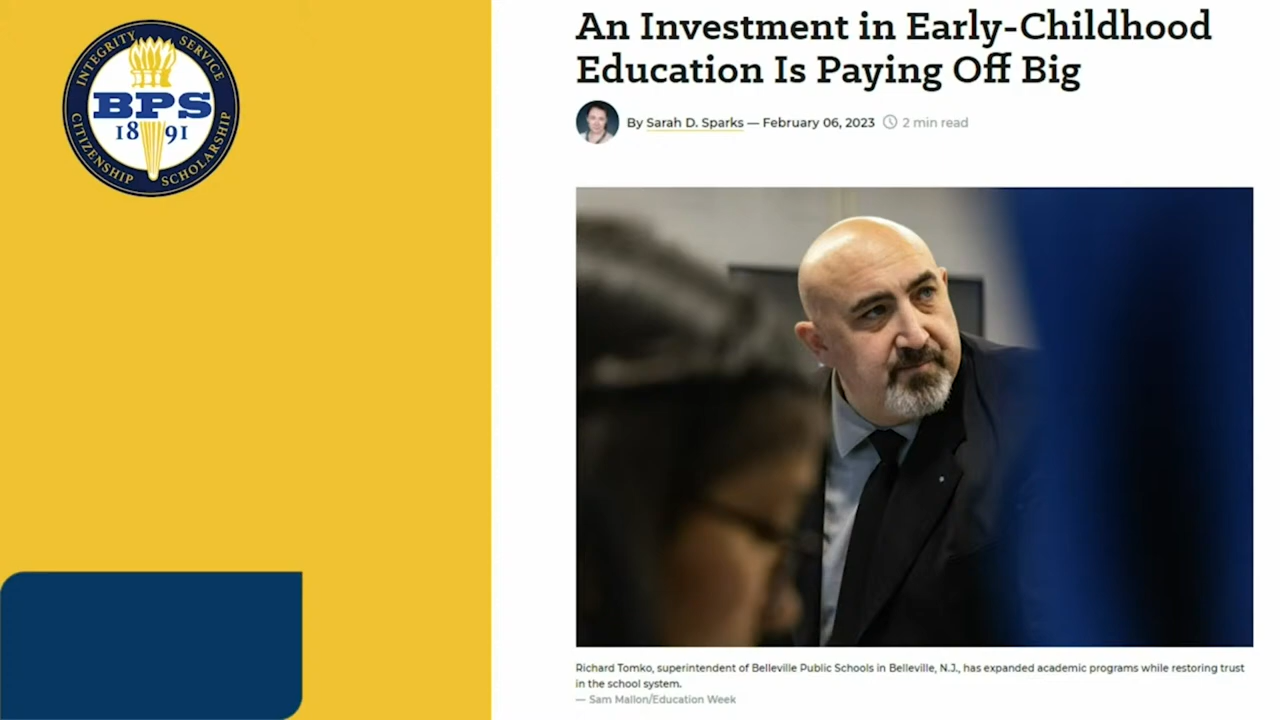 INTEGRITY
SERVICE
BPS
1891
CITIZENSHIP
SCHOLARSHIP
An Investment in Early-Childhood
Education Is Paying Off Big
By Sarah D. Sparks — February 06, 2023 2 min read
Richard Tomko, superintendent of Belleville Public Schools in Belleville, N.J., has expanded academic programs while restoring trust
in the school system.
— Sam Mallon/Education Week